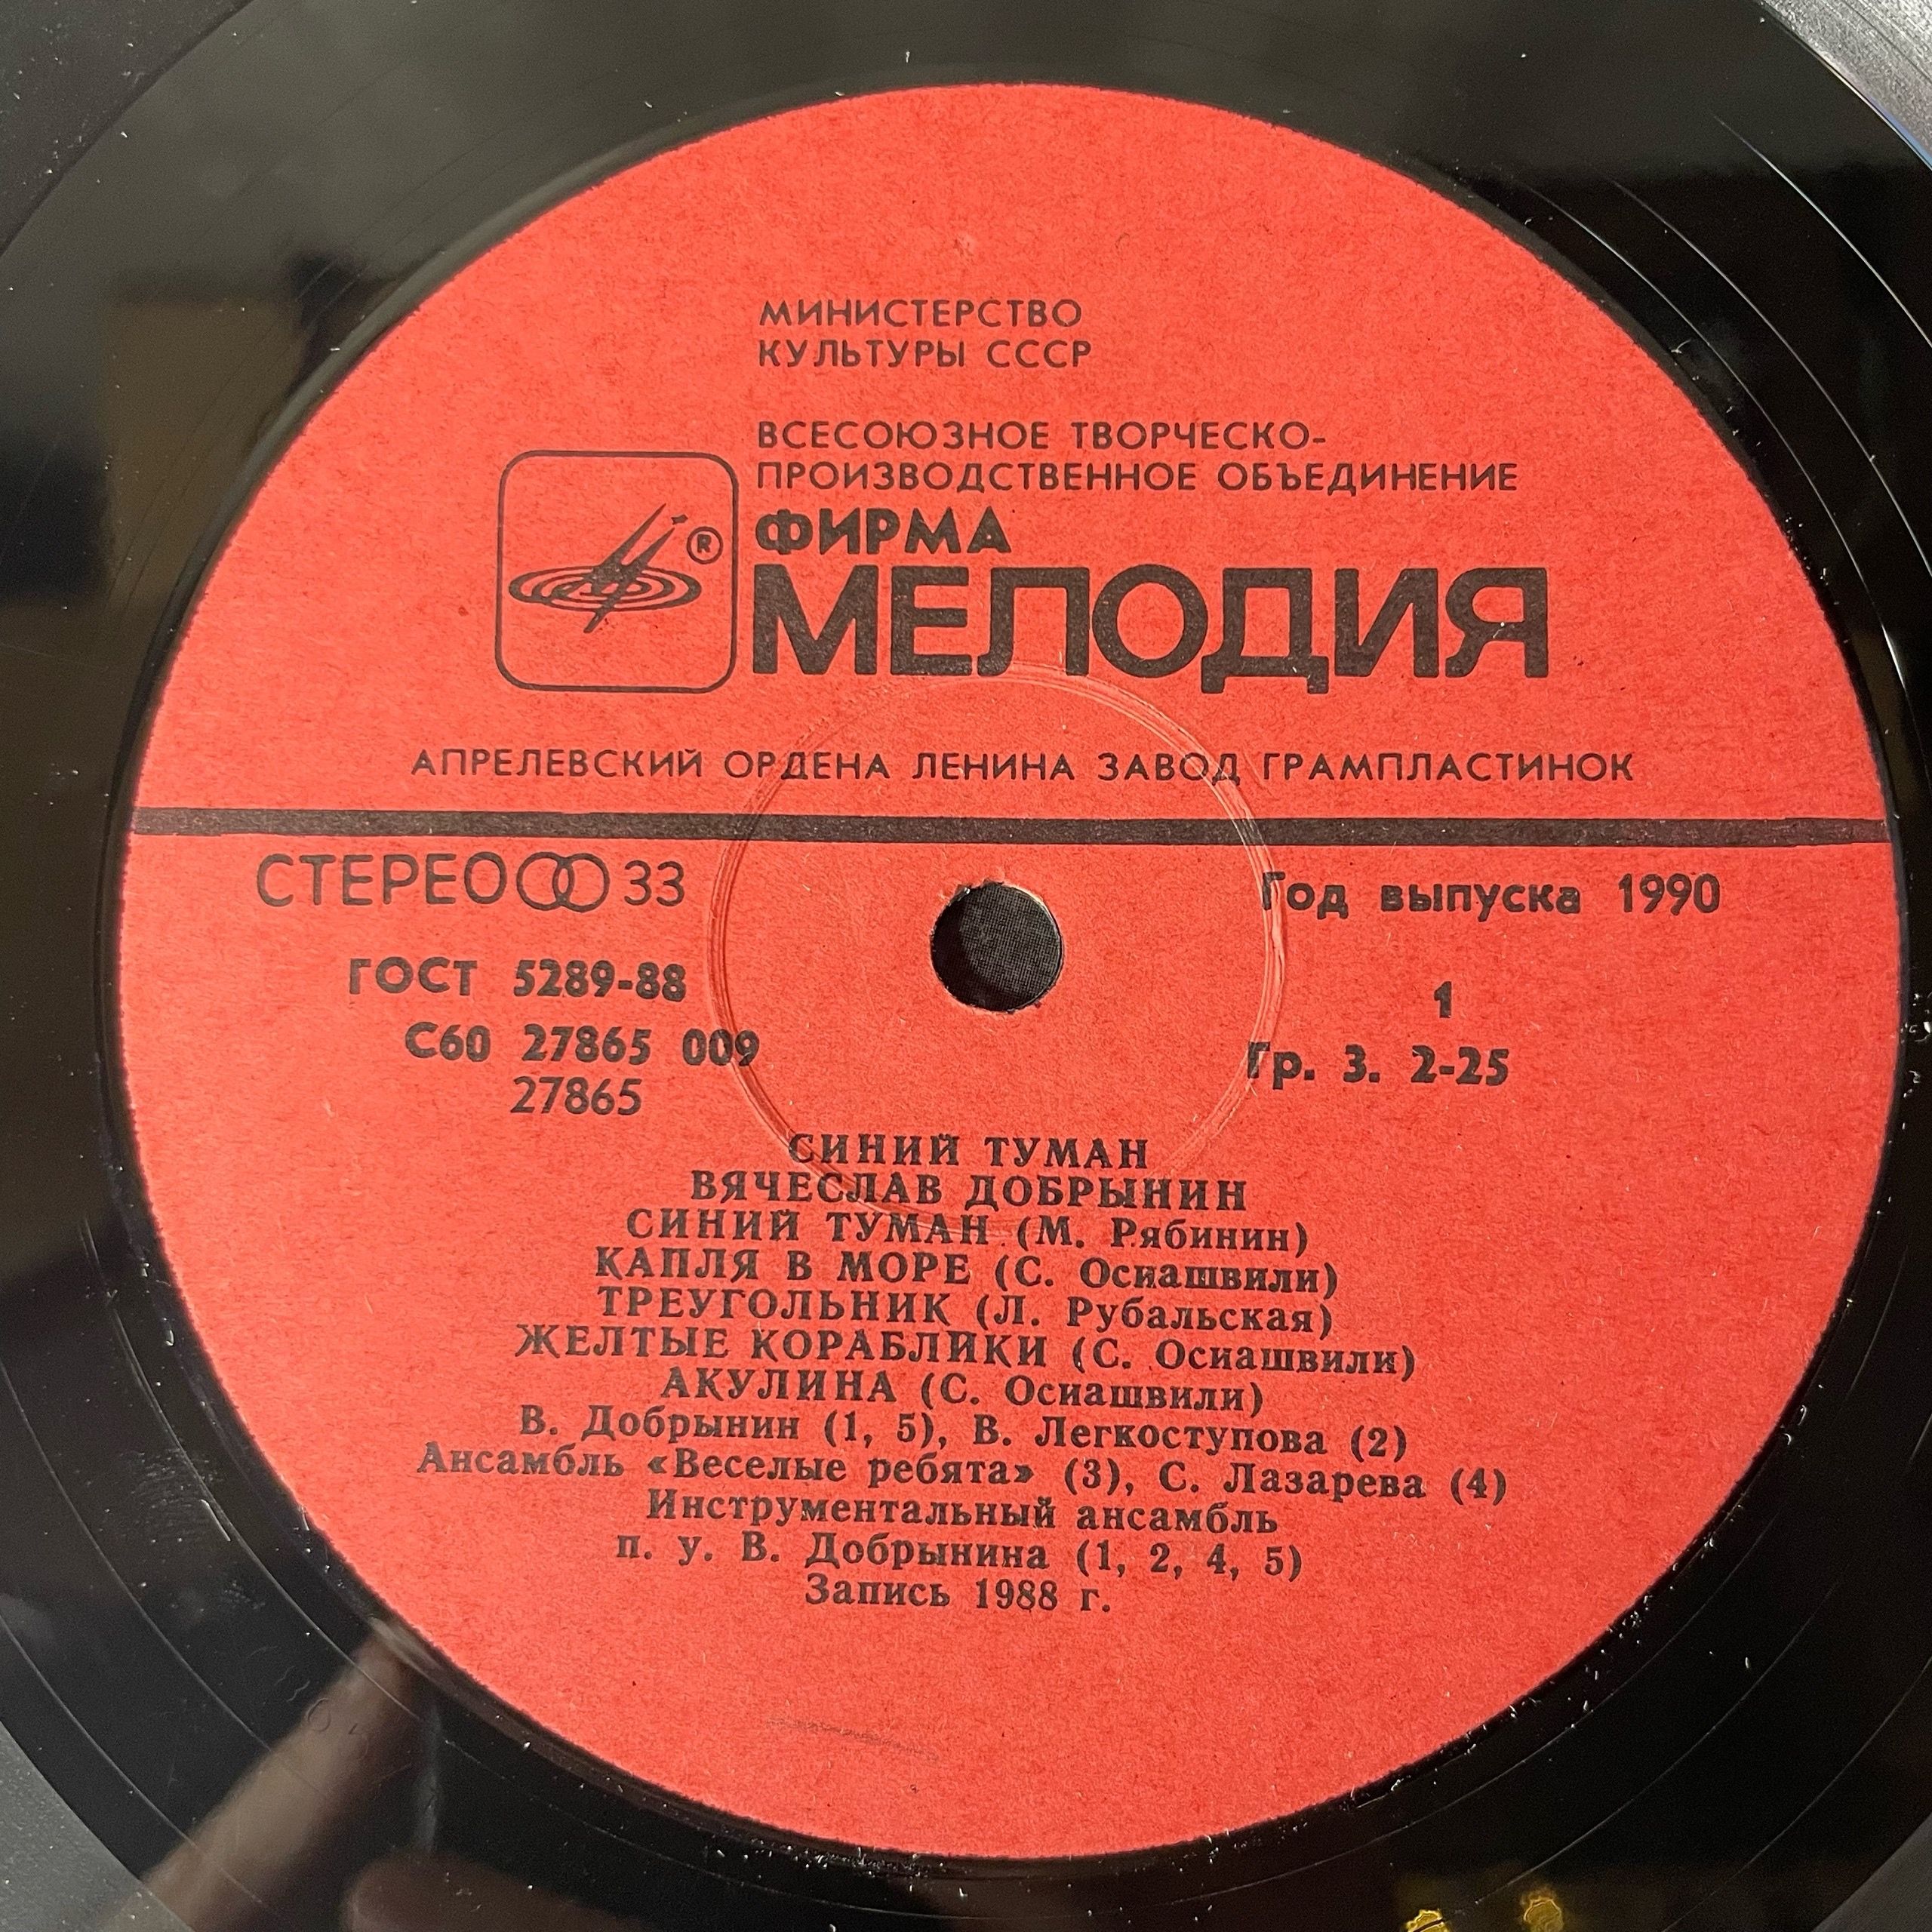 МИНИСТЕРСТВО
КУЛЬТУРЫ СССР
ВСЕСОЮЗНОЕ ТВОРЧЕСКО-
ПРОИЗВОДСТВЕННОЕ ОБЪЕДИНЕНИЕ
ФИРМА
®
МЕЛОДИЯ
АПРЕЛЕВСКИЙ ОРДЕНА ЛЕНИНА ЗАВОД ГРАМПЛАСТИНОК
СТЕРЕО 33
Год выпуска 1990
ГОСТ 5289-88
1
С60 27865 009
Гр. 3. 2-25
27865
СИНИЙ ТУМАН
ВЯЧЕСЛАВ ДОБРЫНИН
СИНИЙ ТУМАН (М. Рябинин)
КАПЛЯ В МОРЕ (С. Осиашвили)
ТРЕУГОЛЬНИК (Л. Рубальская)
ЖЕЛТЫЕ КОРАБЛИКИ (С. Осиашвили)
АКУЛИНА (С. Осиашвили)
В. Добрынин (1, 5), В. Легкоступова (2)
Ансамбль «Веселые ребята» (3), С. Лазарева (4)
Инструментальный ансамбль
п. у. В. Добрынина (1, 2, 4, 5)
Запись 1988 г.